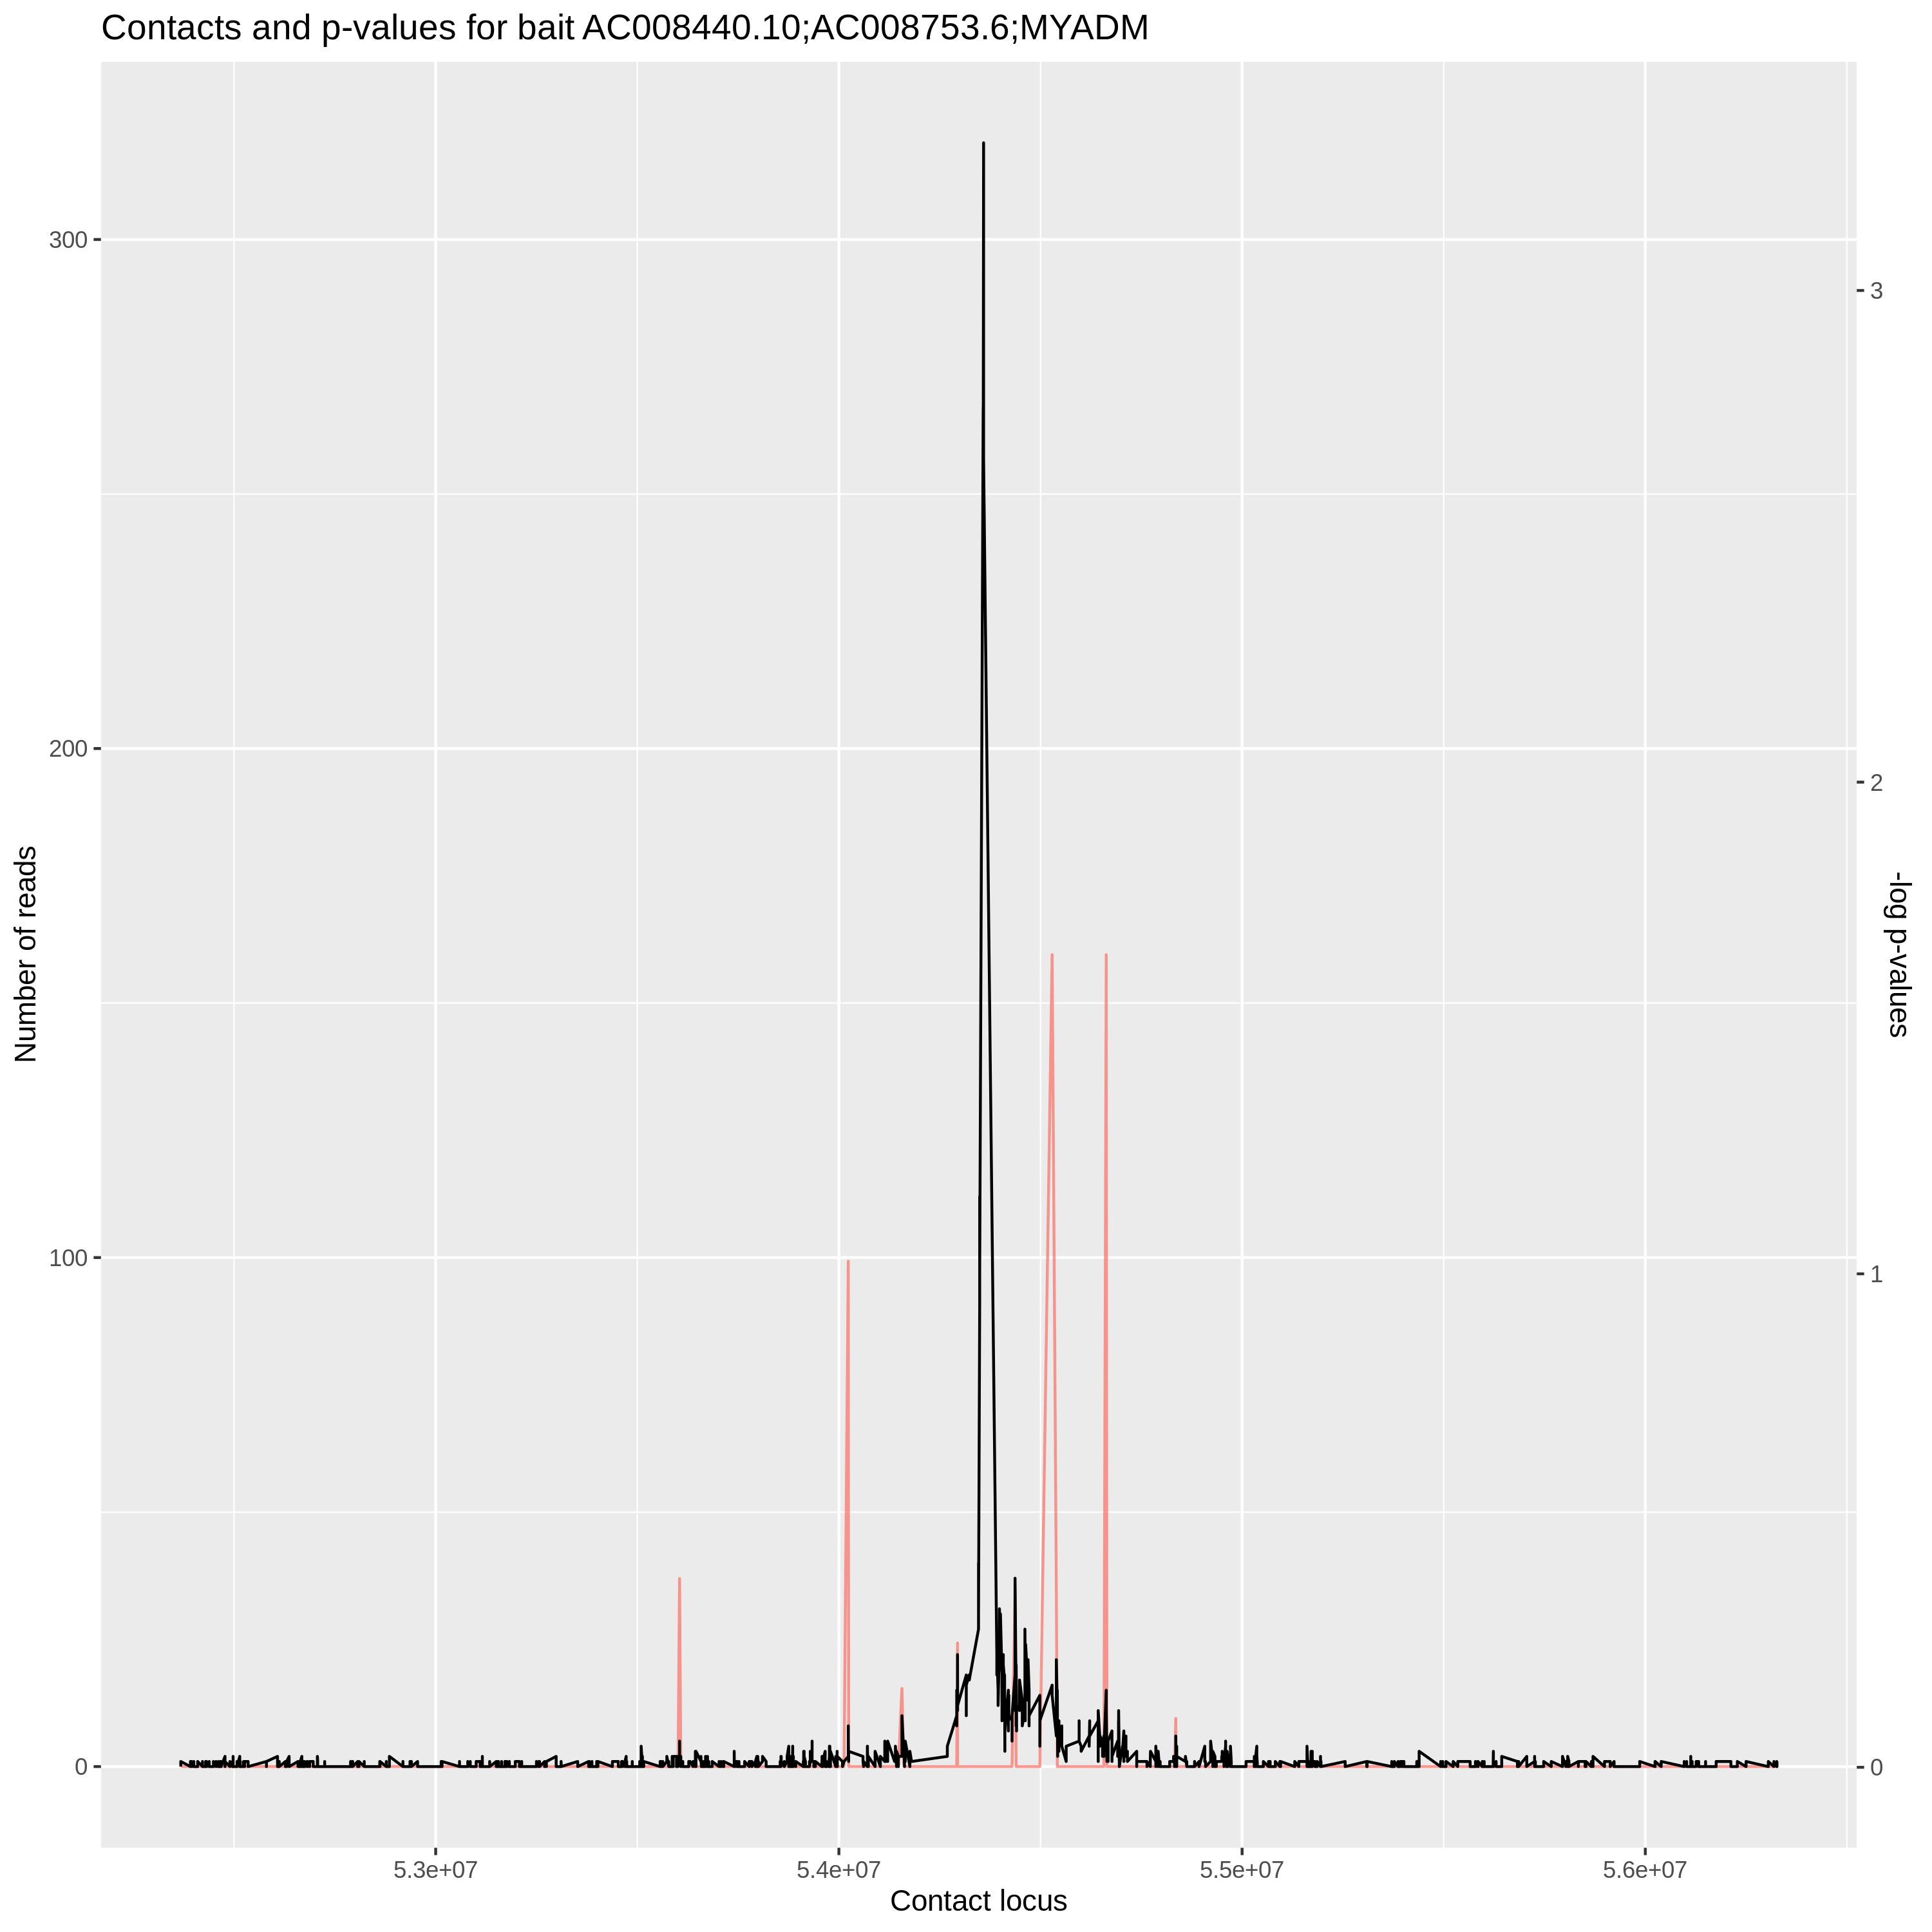 Contacts and p-values for bait AC008440.10;AC008753.6;MYADM
300
200
100
0
Number of reads
3
2
1
0
-log p-values
5.3e+07
5.4e+07
5.5e+07
5.6e+07
Contact locus